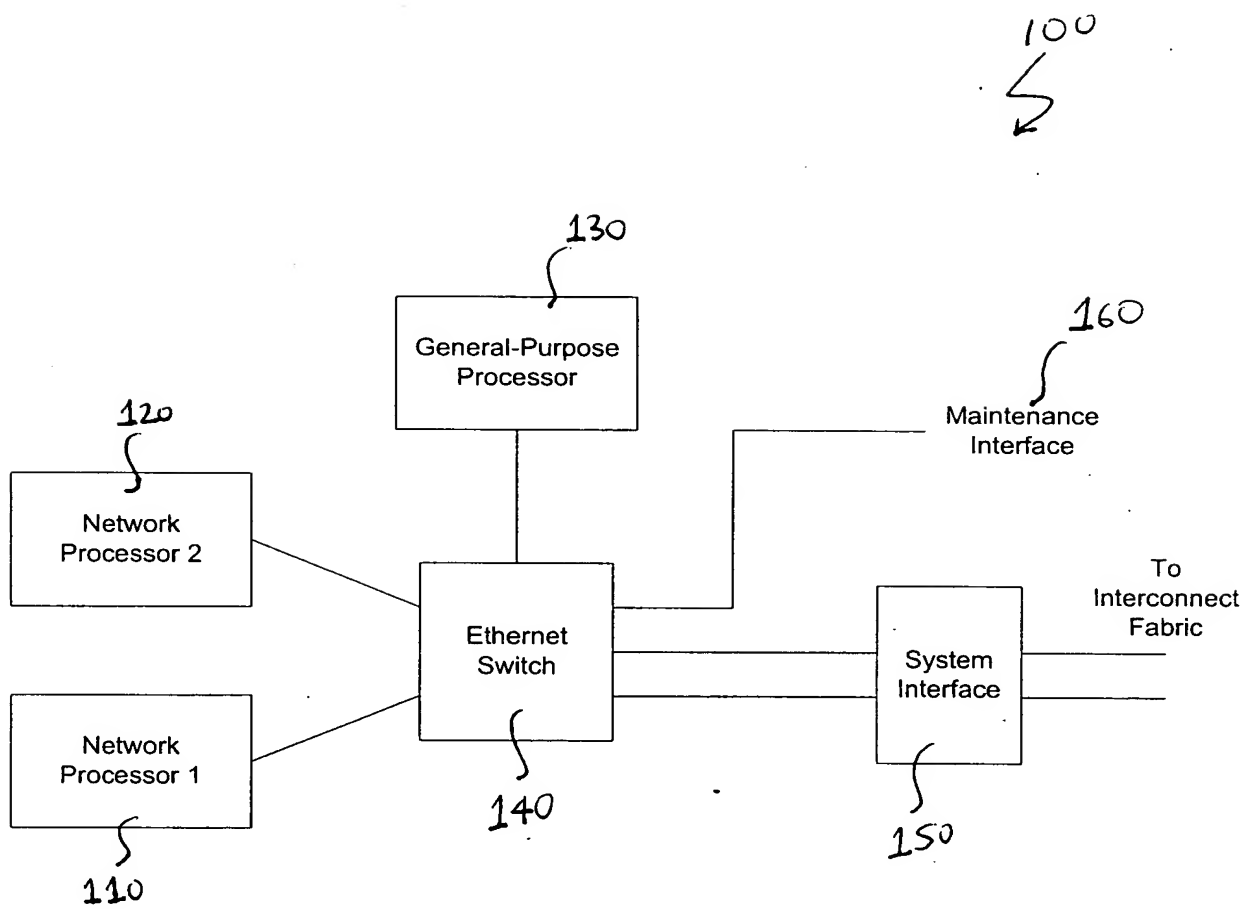 100
130
General-Purpose
Processor
160
Maintenance
Interface
120
Network
Processor 2
To
Interconnect
Fabric
Ethernet
Switch
System
Interface
Network
Processor 1
140
150
110